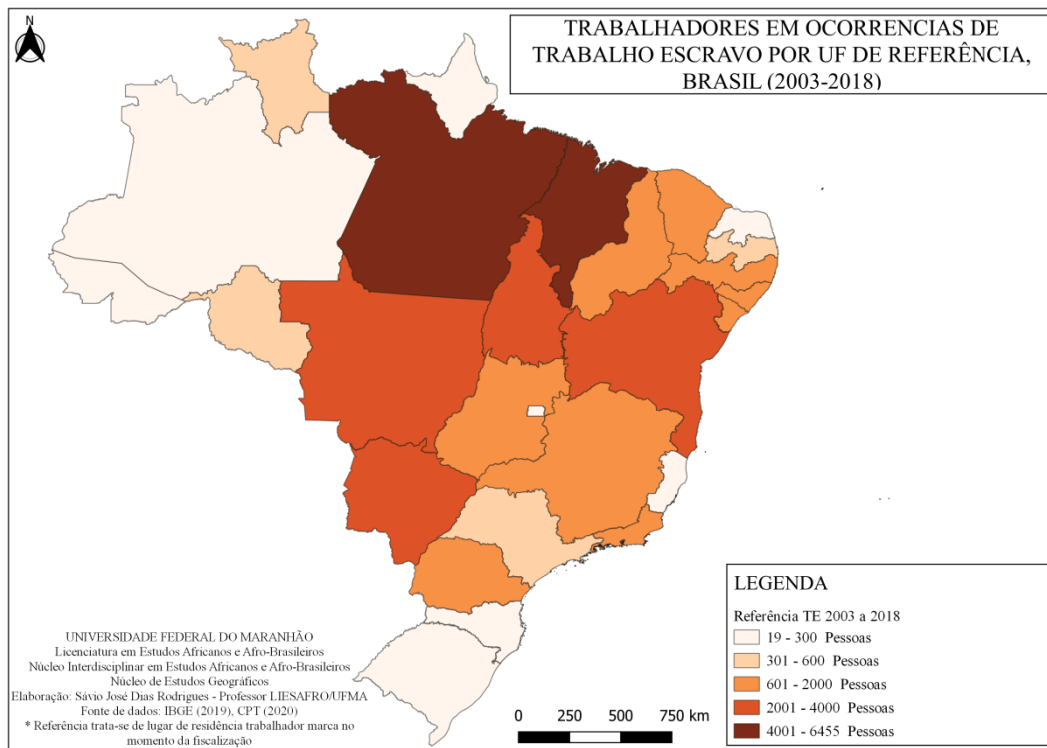 N
TRABALHADORES EM OCORRENCIAS DE
TRABALHO ESCRAVO POR UF DE REFERÊNCIA,
BRASIL (2003-2018)
LEGENDA
Referência TE 2003 a 2018
19 - 300 Pessoas
301 - 600 Pessoas
601 - 2000 Pessoas
2001 - 4000 Pessoas
4001 - 6455 Pessoas
UNIVERSIDADE FEDERAL DO MARANHÃO
Licenciatura em Estudos Africanos e Afro-Brasileiros
Núcleo Interdisciplinar em Estudos Africanos e Afro-Brasileiros
Núcleo de Estudos Geográficos
Elaboração: Sávio José Dias Rodrigues - Professor LIESAFRO/UFMA
Fonte de dados: IBGE (2019), CPT (2020)
* Referência trata-se de lugar de residência trabalhador marca no
momento da fiscalização
0 250 500 750 km